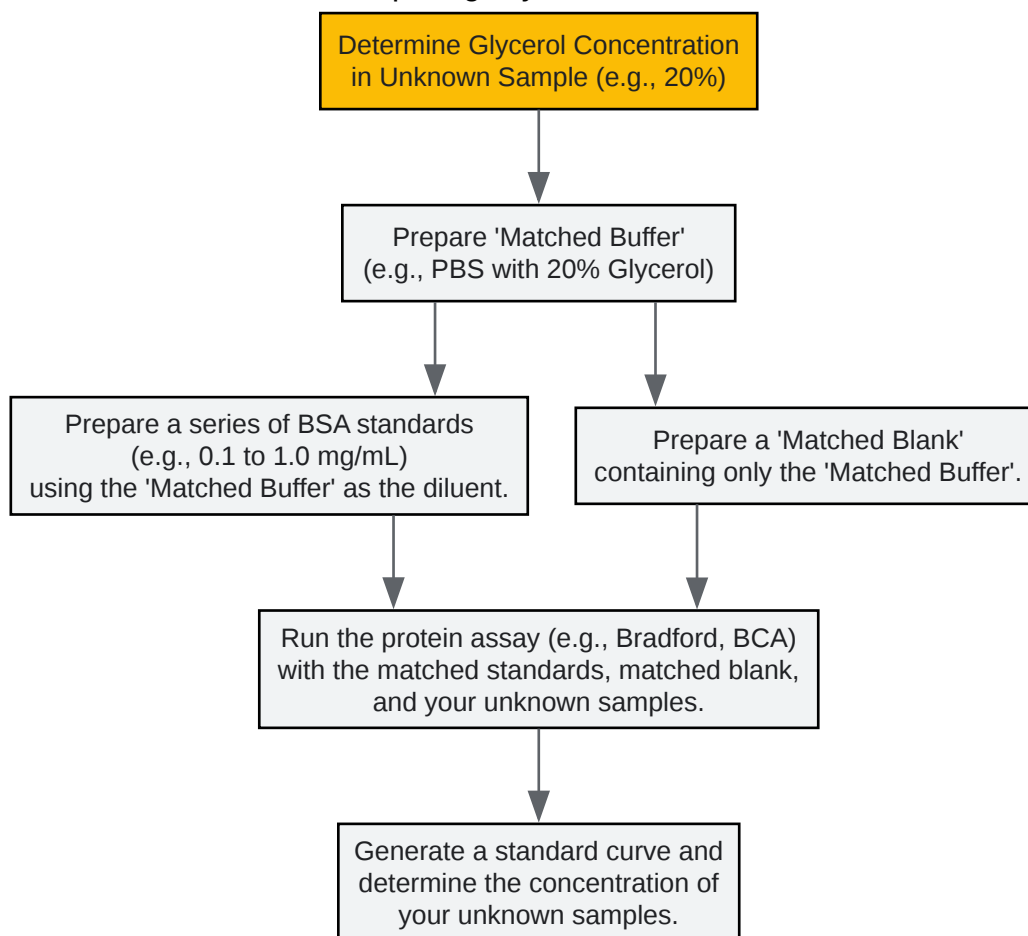 Determine Glycerol Concentration
in Unknown Sample (e.g., 20%)
Prepare 'Matched Buffer'
(e.g., PBS with 20% Glycerol)
Prepare a series of BSA standards
(e.g., 0.1 to 1.0 mg/mL)
using the 'Matched Buffer' as the diluent.
Prepare a 'Matched Blank'
containing only the 'Matched Buffer'.
Run the protein assay (e.g., Bradford, BCA)
with the matched standards, matched blank,
and your unknown samples.
Generate a standard curve and
determine the concentration of
your unknown samples.